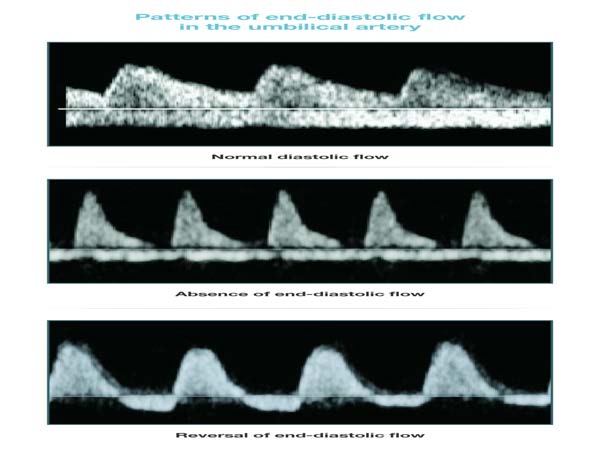 Patterns of end-diastolic flow
in the umbilical artery
Normal diastolic flow
Absence of end-diastolic flow
Reversal of end-diastolic flow